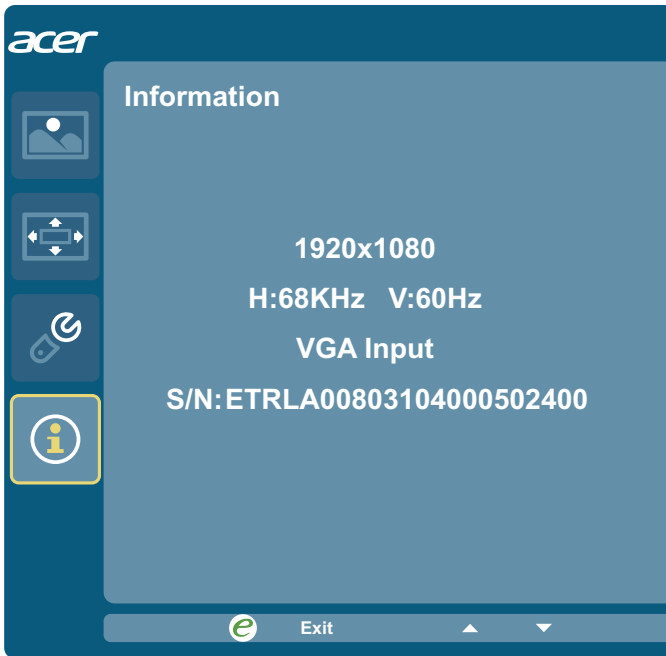 acer
Information
1920x1080
H:68KHz V:60Hz
VGA Input
S/N:ETRLA00803104000502400
e Exit